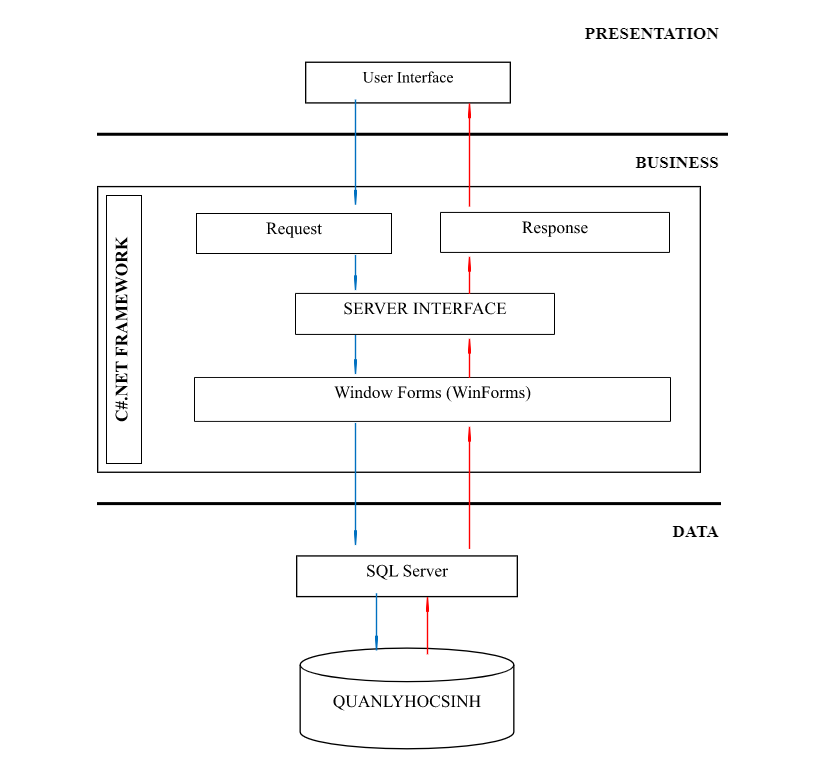 PRESENTATION
User Interface
BUSINESS
C#.NET FRAMEWORK
Request
Response
SERVER INTERFACE
Window Forms (WinForms)
DATA
SQL Server
QUANLYHOCSINH